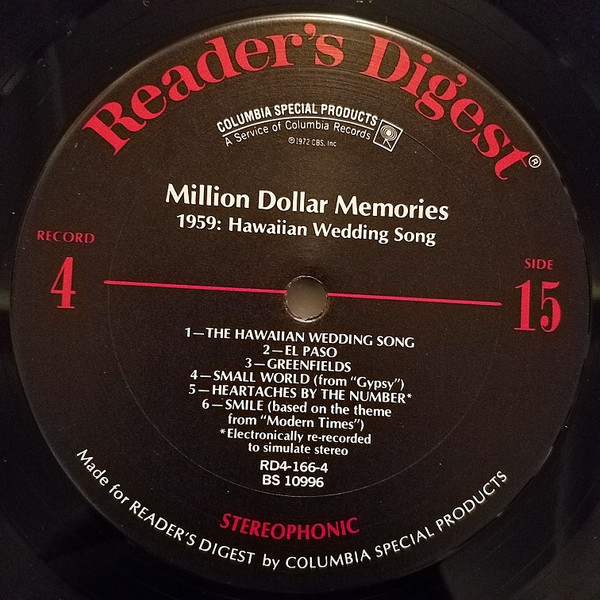 Reader's Digest®
COLUMBIA SPECIAL PRODUCTS
A Service of Columbia Records
℗1972 CBS, Inc
Million Dollar Memories
1959: Hawaiian Wedding Song
RECORD
4
SIDE
15
1—THE HAWAIIAN WEDDING SONG
2—EL PASO
3—GREENFIELDS
4—SMALL WORLD (from "Gypsy")
5—HEARTACHES BY THE NUMBER*
6—SMILE (based on the theme
from "Modern Times")
*Electronically re-recorded
to simulate stereo
RD4-166-4
BS 10996
STEREOPHONIC
Made for READER'S DIGEST by COLUMBIA SPECIAL PRODUCTS